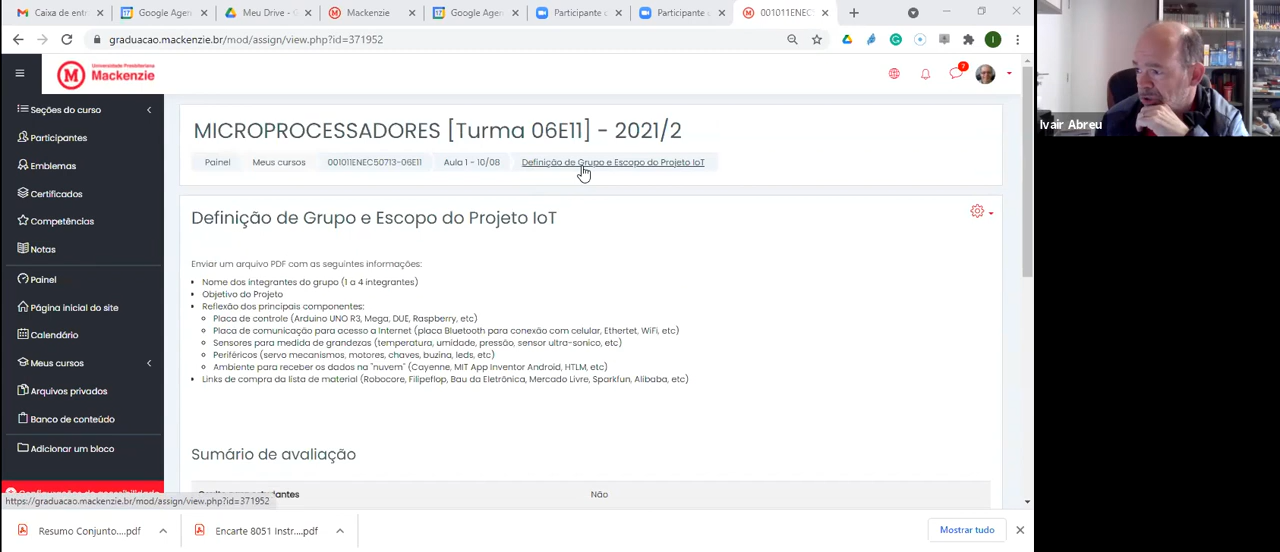 Caixa de entr
Google Agen
Meu Drive - G
Mackenzie
Google Agen
Participante
Participante
001011ENEC
graduacao.mackenzie.br/mod/assign/view.php?id=371952
I
Universidade Presbiteriana
Mackenzie
7
Seções do curso
Participantes
Emblemas
Certificados
Competências
Notas
Painel
Página inicial do site
Calendário
Meus cursos
Arquivos privados
Banco de conteúdo
Adicionar um bloco
MICROPROCESSADORES [Turma 06E11] - 2021/2
Painel Meus cursos 001011ENEC50713-06E11 Aula 1 - 10/08 Definição de Grupo e Escopo do Projeto IoT
Definição de Grupo e Escopo do Projeto IoT
Enviar um arquivo PDF com as seguintes informações:
Nome dos integrantes do grupo (1 a 4 integrantes)
Objetivo do Projeto
Reflexão dos principais componentes:
Placa de controle (Arduino UNO R3, Mega, DUE, Raspberry, etc)
Placa de comunicação para acesso a Internet (placa Bluetooth para conexão com celular, Ethertet, WiFi, etc)
Sensores para medida de grandezas (temperatura, umidade, pressão, sensor ultra-sonico, etc)
Periféricos (servo mecanismos, motores, chaves, buzina, leds, etc)
Ambiente para receber os dados na "nuvem" (Cayenne, MIT App Inventor Android, HTLM, etc)
Links de compra da lista de material (Robocore, Filipeflop, Bau da Eletrônica, Mercado Livre, Sparkfun, Alibaba, etc)
Sumário de avaliação
Não
https://graduacao.mackenzie.br/mod/assign/view.php?id=371952
Resumo Conjunto....pdf
Encarte 8051 Instr....pdf
Mostrar tudo
Ivair Abreu